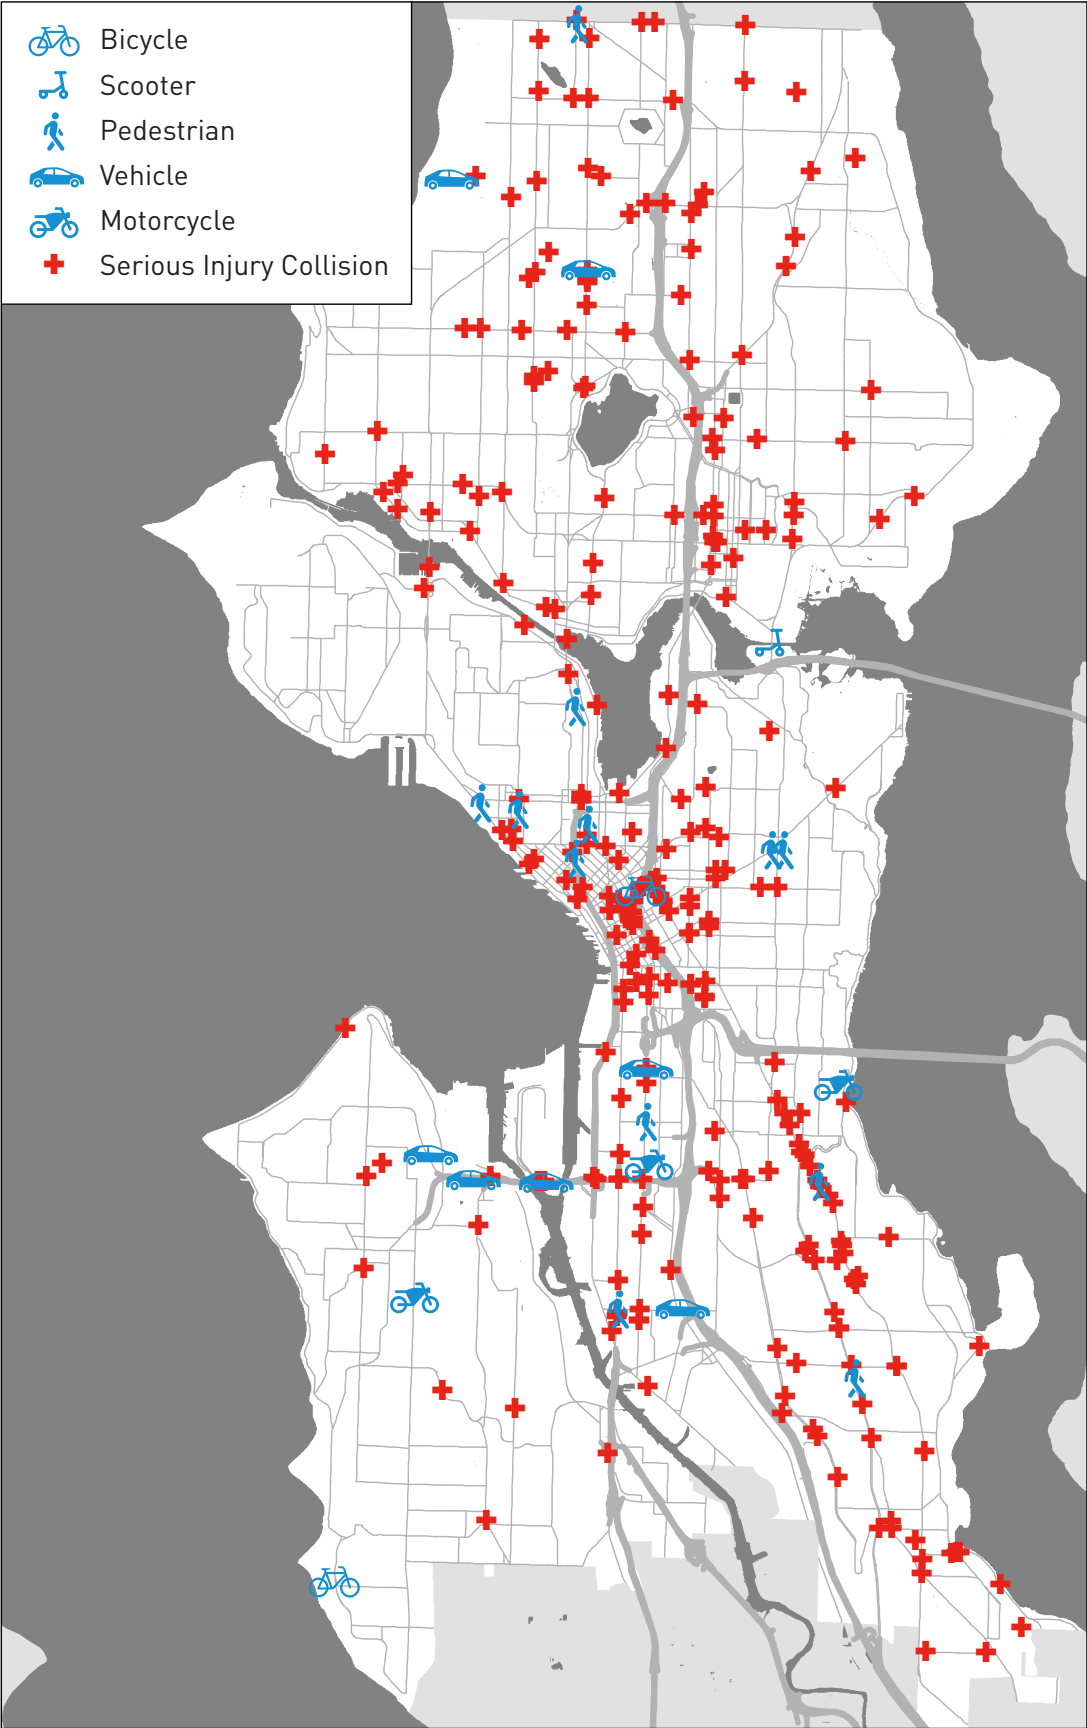 Bicycle
Scooter
Pedestrian
Vehicle
Motorcycle
Serious Injury Collision